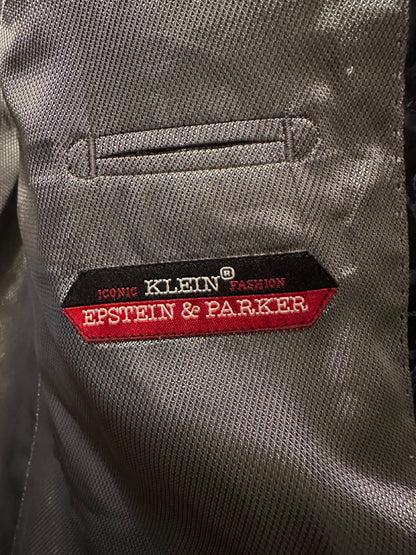 ICONIC KLEIN® FASHION
EPSTEIN & PARKER